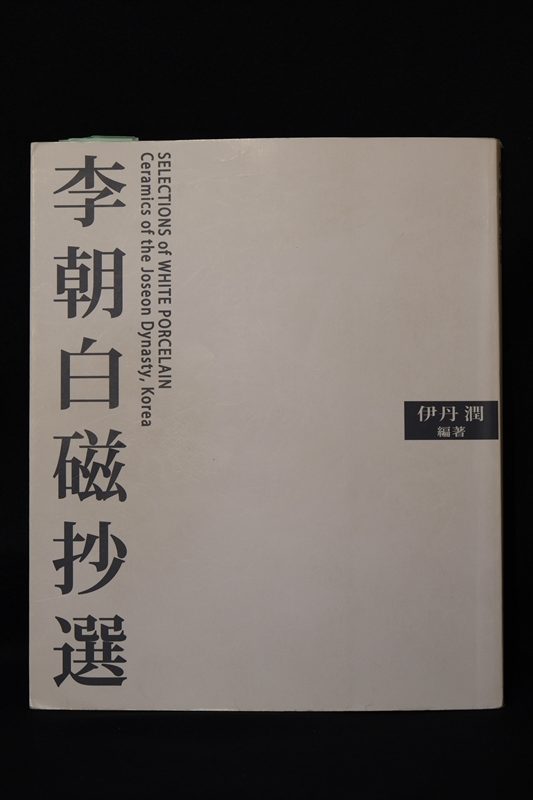 李朝白磁抄選
SELECTIONS of WHITE PORCELAIN
Ceramics of the Joseon Dynasty, Korea
伊丹 潤
編著